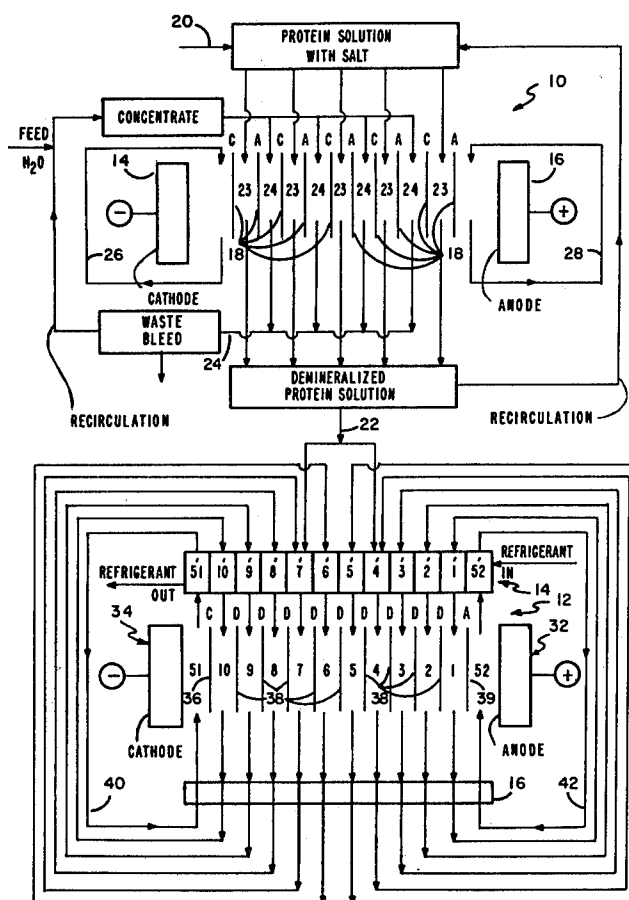 20
PROTEIN SOLUTION
WITH SALT
10
CONCENTRATE
FEED
H2O
C A C A C A C A C A
14
16
23 24 23 24 23 24 23 24 23
−
+
26
18
18
28
CATHODE
ANODE
WASTE
BLEED
24
DEMINERALIZED
PROTEIN SOLUTION
RECIRCULATION
RECIRCULATION
22
REFRIGERANT
OUT
51' 10' 9' 8' 7' 6' 5' 4' 3' 2' 1' 52'
REFRIGERANT
IN
14
12
34
C D D D D D D D D D A
32
−
51 10 9 8 7 6 5 4 3 2 1 52
+
36 38 38 39
CATHODE
ANODE
40
16
42